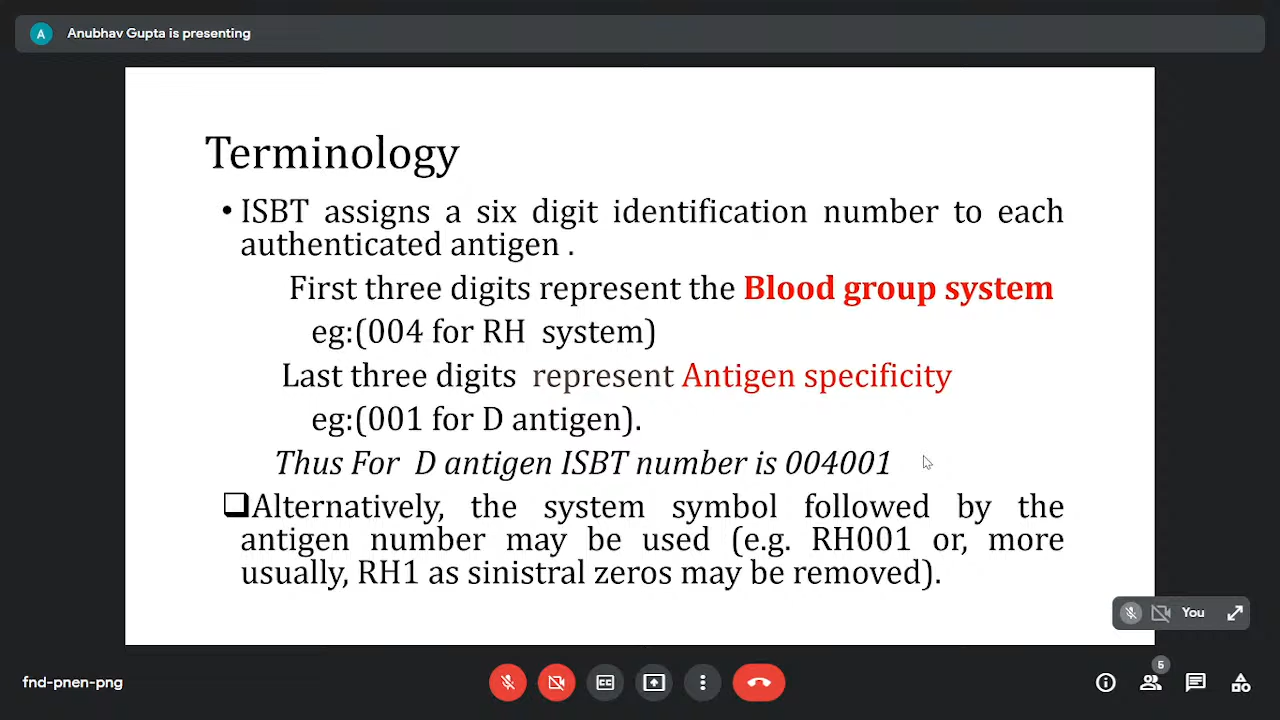 A Anubhav Gupta is presenting
Terminology
• ISBT assigns a six digit identification number to each
authenticated antigen .
First three digits represent the Blood group system
eg:(004 for RH system)
Last three digits represent Antigen specificity
eg:(001 for D antigen).
Thus For D antigen ISBT number is 004001
❑Alternatively, the system symbol followed by the
antigen number may be used (e.g. RH001 or, more
usually, RH1 as sinistral zeros may be removed).
You
fnd-pnen-png
CC
5